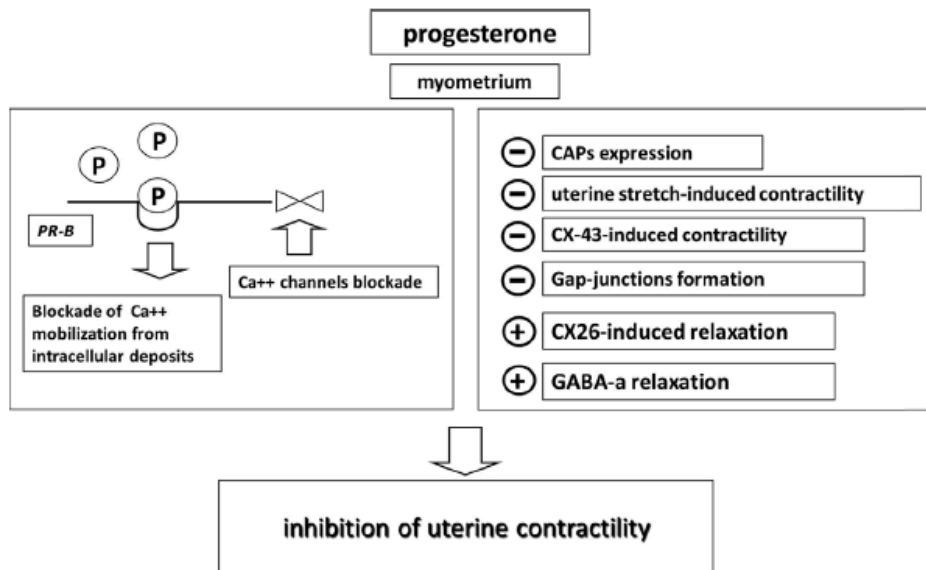 progesterone
myometrium
P
P
P
PR-B
Ca++ channels blockade
Blockade of Ca++
mobilization from
intracellular deposits
− CAPs expression
− uterine stretch-induced contractility
− CX-43-induced contractility
− Gap-junctions formation
+ CX26-induced relaxation
+ GABA-a relaxation
inhibition of uterine contractility